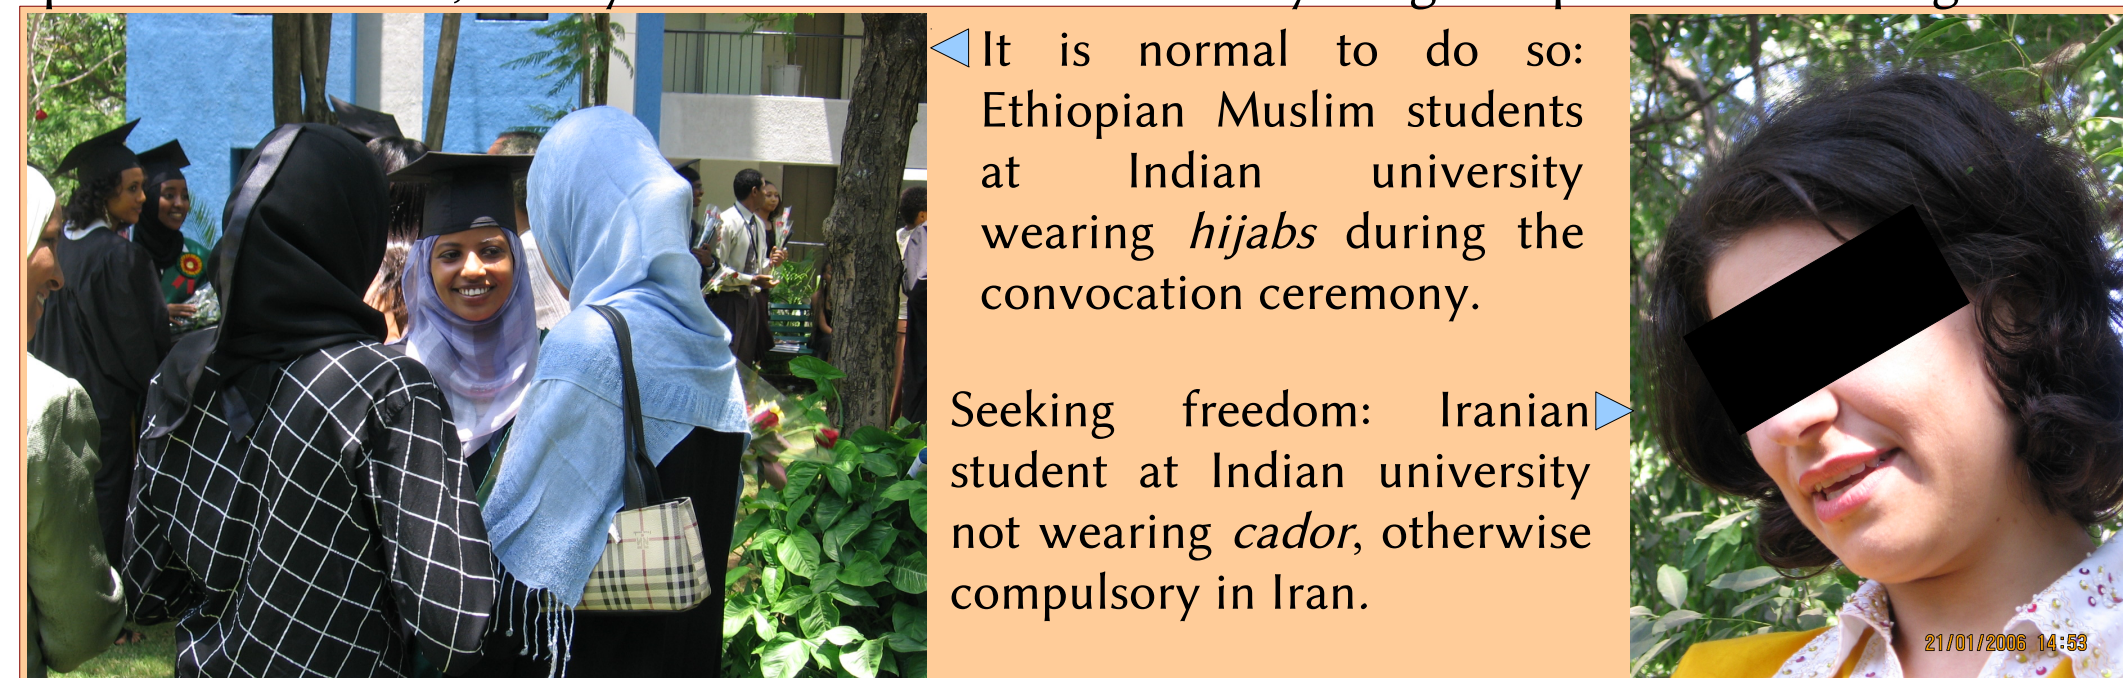 It is normal to do so:
Ethiopian Muslim students
at Indian university
wearing hijabs during the
convocation ceremony.
Seeking freedom: Iranian
student at Indian university
not wearing cador, otherwise
compulsory in Iran.
21/01/2006 14:53